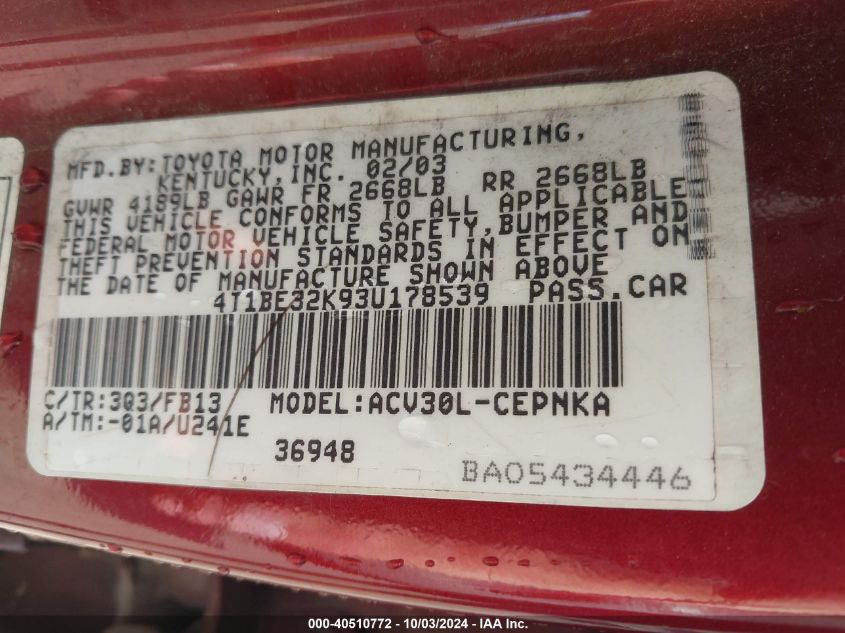 MFD.BY:TOYOTA MOTOR MANUFACTURING,
KENTUCKY,INC. 02/03
GVWR 4189LB GAWR FR 2668LB RR 2668LB
THIS VEHICLE CONFORMS TO ALL APPLICABLE
FEDERAL MOTOR VEHICLE SAFETY,BUMPER AND
THEFT PREVENTION STANDARDS IN EFFECT ON
THE DATE OF MANUFACTURE SHOWN ABOVE
4T1BE32K93U178539 PASS.CAR
C/TR:3Q3/FB13 MODEL:ACV30L-CEPNKA
A/TM:-01A/U241E
36948
BA05434446
000-40510772 - 10/03/2024 - IAA Inc.